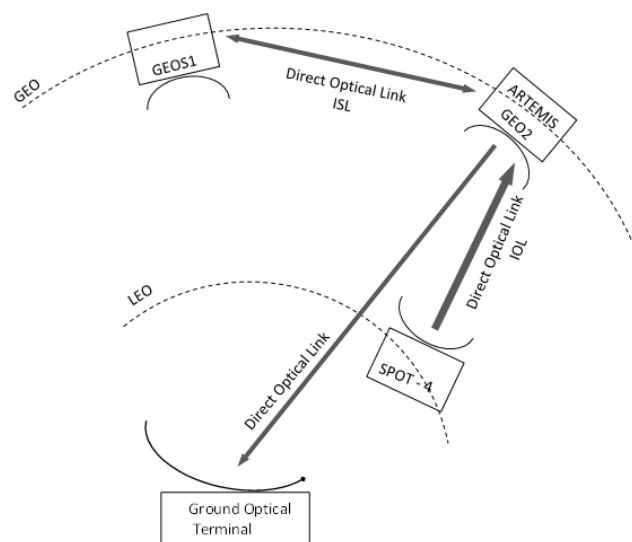 GEO
GEOS1
Direct Optical Link
ISL
ARTEMIS
GEO2
Direct Optical Link
IOL
LEO
SPOT - 4
Direct Optical Link
Ground Optical
Terminal